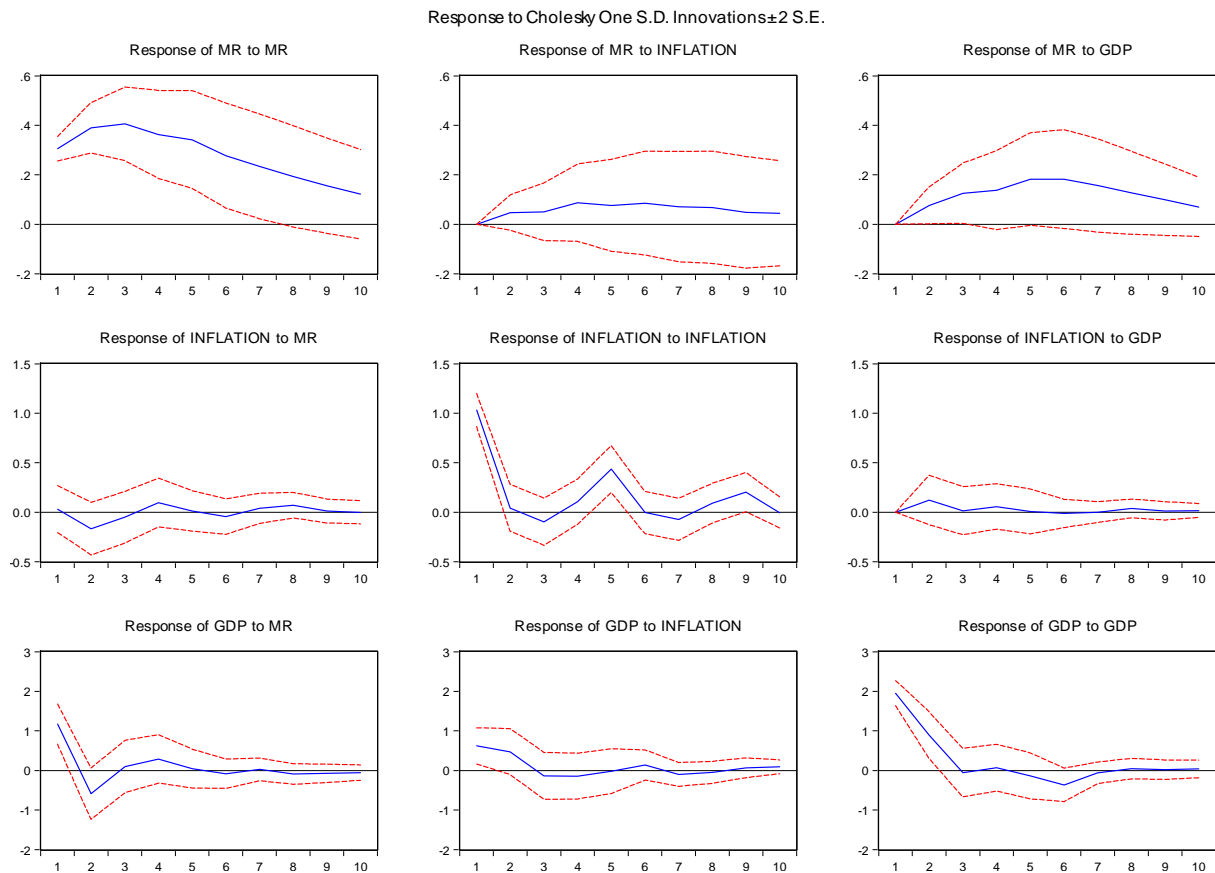 Response to Cholesky One S.D. Innovations ± 2 S.E.
Response of MR to MR
.6
.4
.2
.0
-.2
1 2 3 4 5 6 7 8 9 10
Response of MR to INFLATION
.6
.4
.2
.0
-.2
1 2 3 4 5 6 7 8 9 10
Response of MR to GDP
.6
.4
.2
.0
-.2
1 2 3 4 5 6 7 8 9 10
Response of INFLATION to MR
1.5
1.0
0.5
0.0
-0.5
1 2 3 4 5 6 7 8 9 10
Response of INFLATION to INFLATION
1.5
1.0
0.5
0.0
-0.5
1 2 3 4 5 6 7 8 9 10
Response of INFLATION to GDP
1.5
1.0
0.5
0.0
-0.5
1 2 3 4 5 6 7 8 9 10
Response of GDP to MR
3
2
1
0
-1
-2
1 2 3 4 5 6 7 8 9 10
Response of GDP to INFLATION
3
2
1
0
-1
-2
1 2 3 4 5 6 7 8 9 10
Response of GDP to GDP
3
2
1
0
-1
-2
1 2 3 4 5 6 7 8 9 10